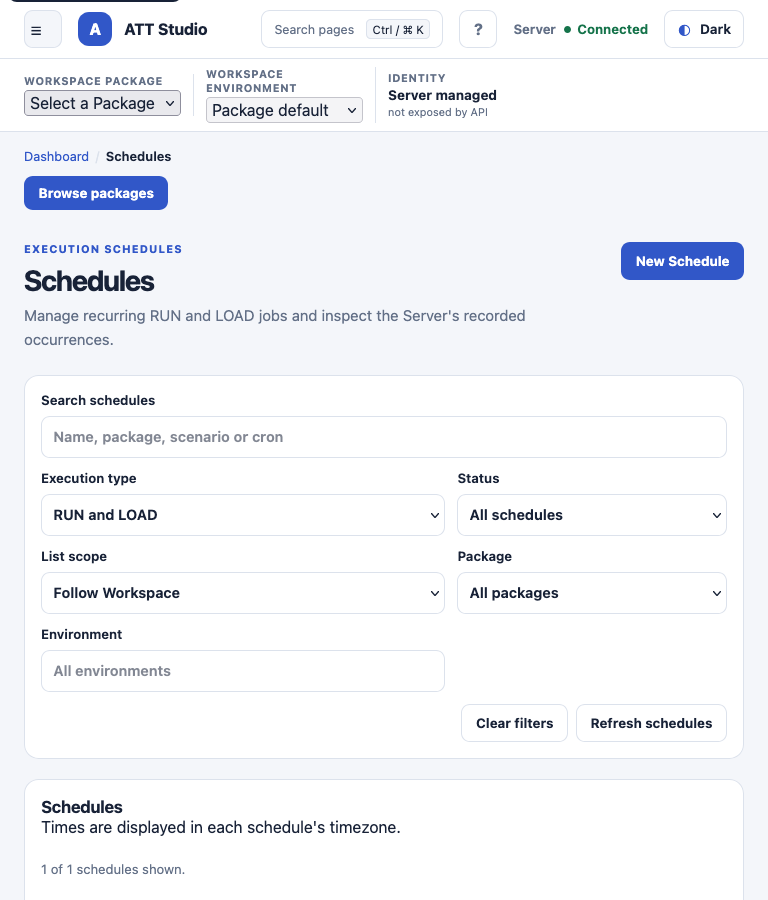 A
ATT Studio
Search pages
Ctrl / ⌘ K
?
Server
Connected
Dark
WORKSPACE PACKAGE
Select a Package
WORKSPACE
ENVIRONMENT
Package default
IDENTITY
Server managed
not exposed by API
Dashboard / Schedules
Browse packages
EXECUTION SCHEDULES
Schedules
New Schedule
Manage recurring RUN and LOAD jobs and inspect the Server's recorded
occurrences.
Search schedules
Name, package, scenario or cron
Execution type
Status
RUN and LOAD
All schedules
List scope
Package
Follow Workspace
All packages
Environment
All environments
Clear filters
Refresh schedules
Schedules
Times are displayed in each schedule's timezone.
1 of 1 schedules shown.